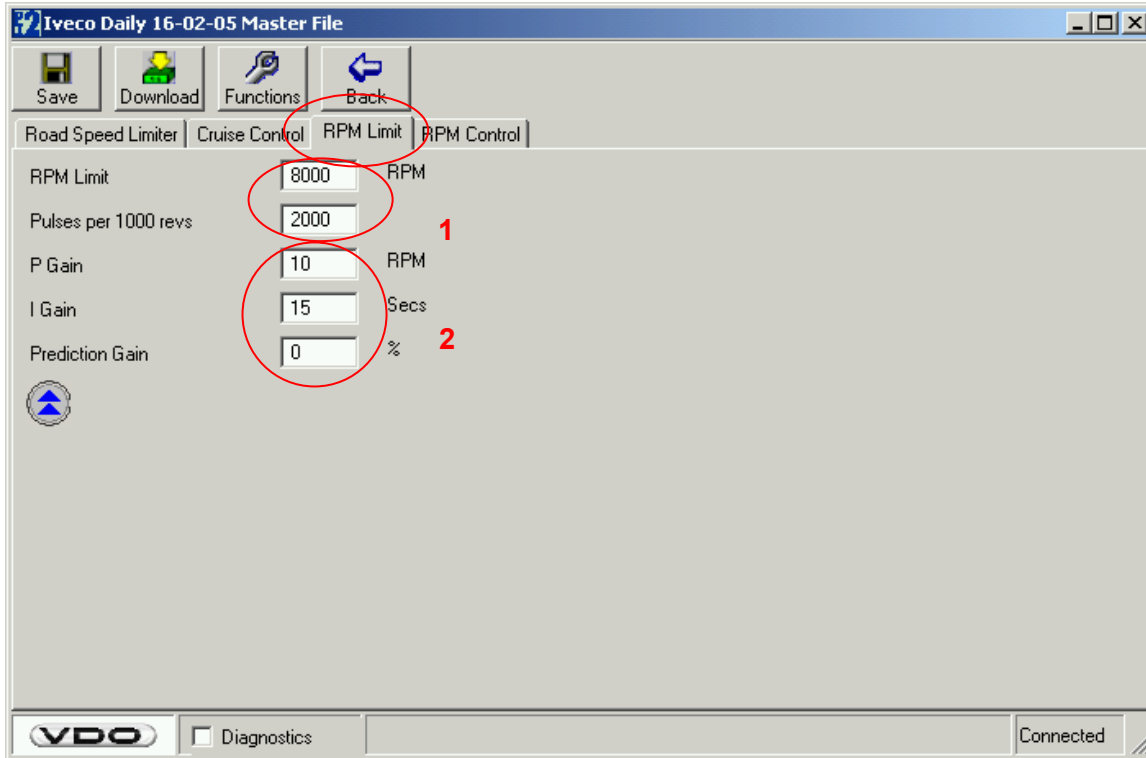 Iveco Daily 16-02-05 Master File
Save Download Functions Back
Road Speed Limiter Cruise Control RPM Limit RPM Control
RPM Limit 8000 RPM
Pulses per 1000 revs 2000
1
P Gain 10 RPM
I Gain 15 Secs
Prediction Gain 0 %
2
VDO Diagnostics Connected